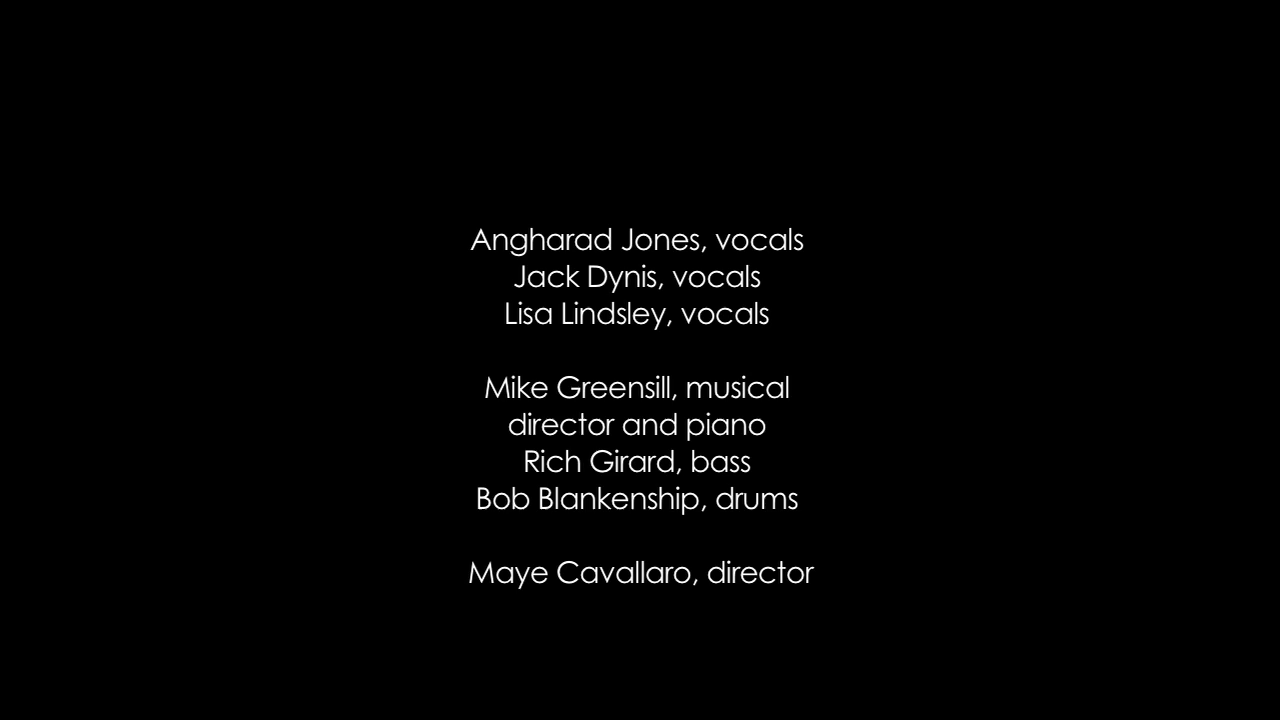 Angharad Jones, vocals
Jack Dynis, vocals
Lisa Lindsley, vocals
Mike Greensill, musical
director and piano
Rich Girard, bass
Bob Blankenship, drums
Maye Cavallaro, director